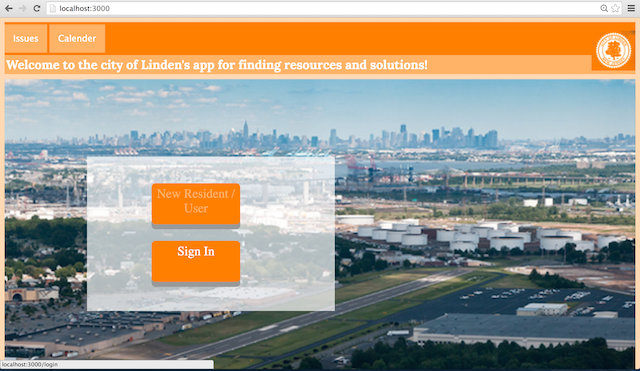 localhost:3000
Issues
Calender
Welcome to the city of Linden's app for finding resources and solutions!
New Resident /
User
Sign In
localhost:3000/login